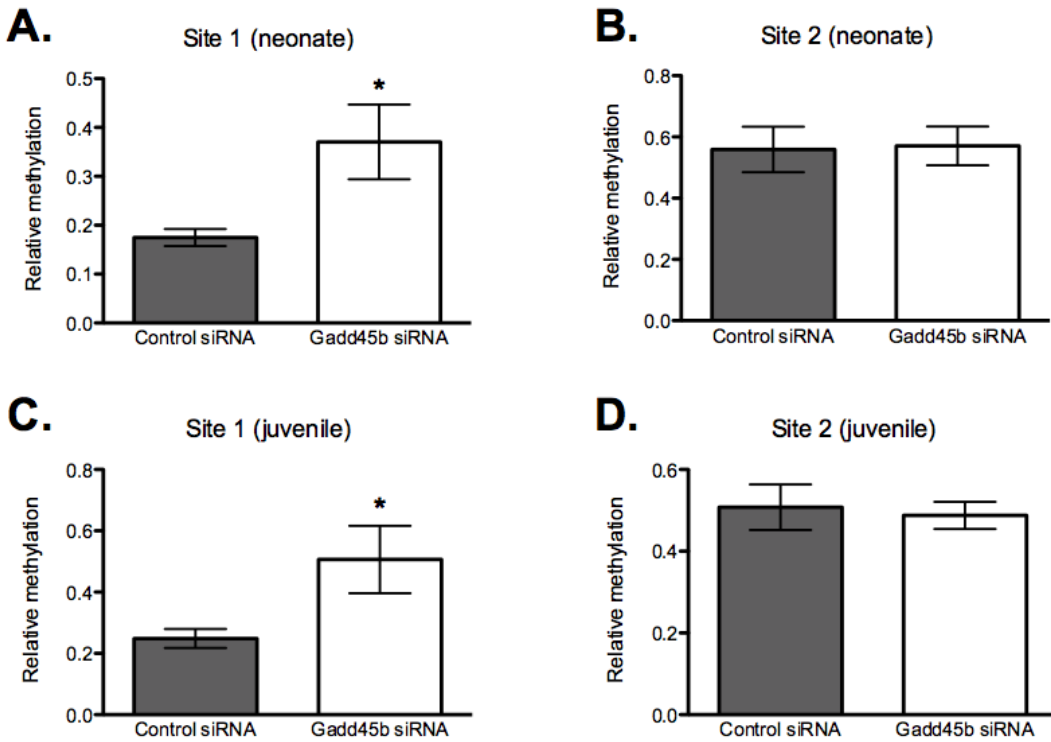 A.
Site 1 (neonate)
Relative methylation
0.5
0.4
0.3
0.2
0.1
0.0
*
Control siRNA
Gadd45b siRNA
B.
Site 2 (neonate)
Relative methylation
0.8
0.6
0.4
0.2
0.0
Control siRNA
Gadd45b siRNA
C.
Site 1 (juvenile)
Relative methylation
0.8
0.6
0.4
0.2
0.0
*
Control siRNA
Gadd45b siRNA
D.
Site 2 (juvenile)
Relative methylation
0.6
0.4
0.2
0.0
Control siRNA
Gadd45b siRNA